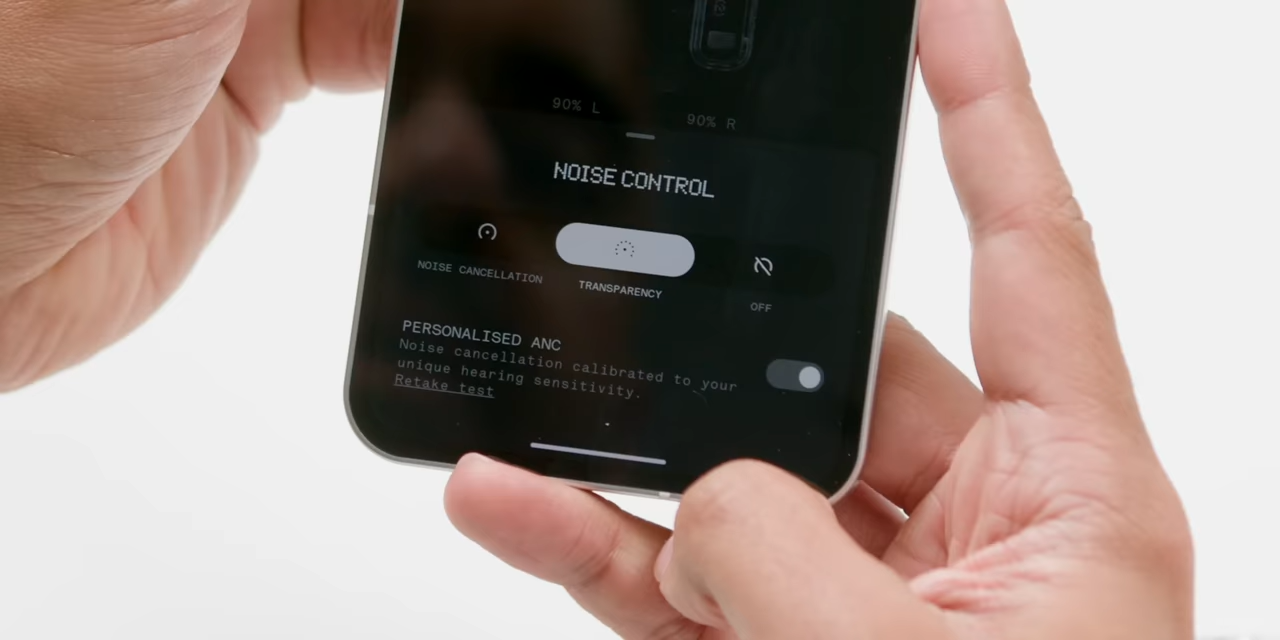 90% L
90% R
NOISE CONTROL
NOISE CANCELLATION
TRANSPARENCY
OFF
PERSONALISED ANC
Noise cancellation calibrated to your
unique hearing sensitivity.
Retake test